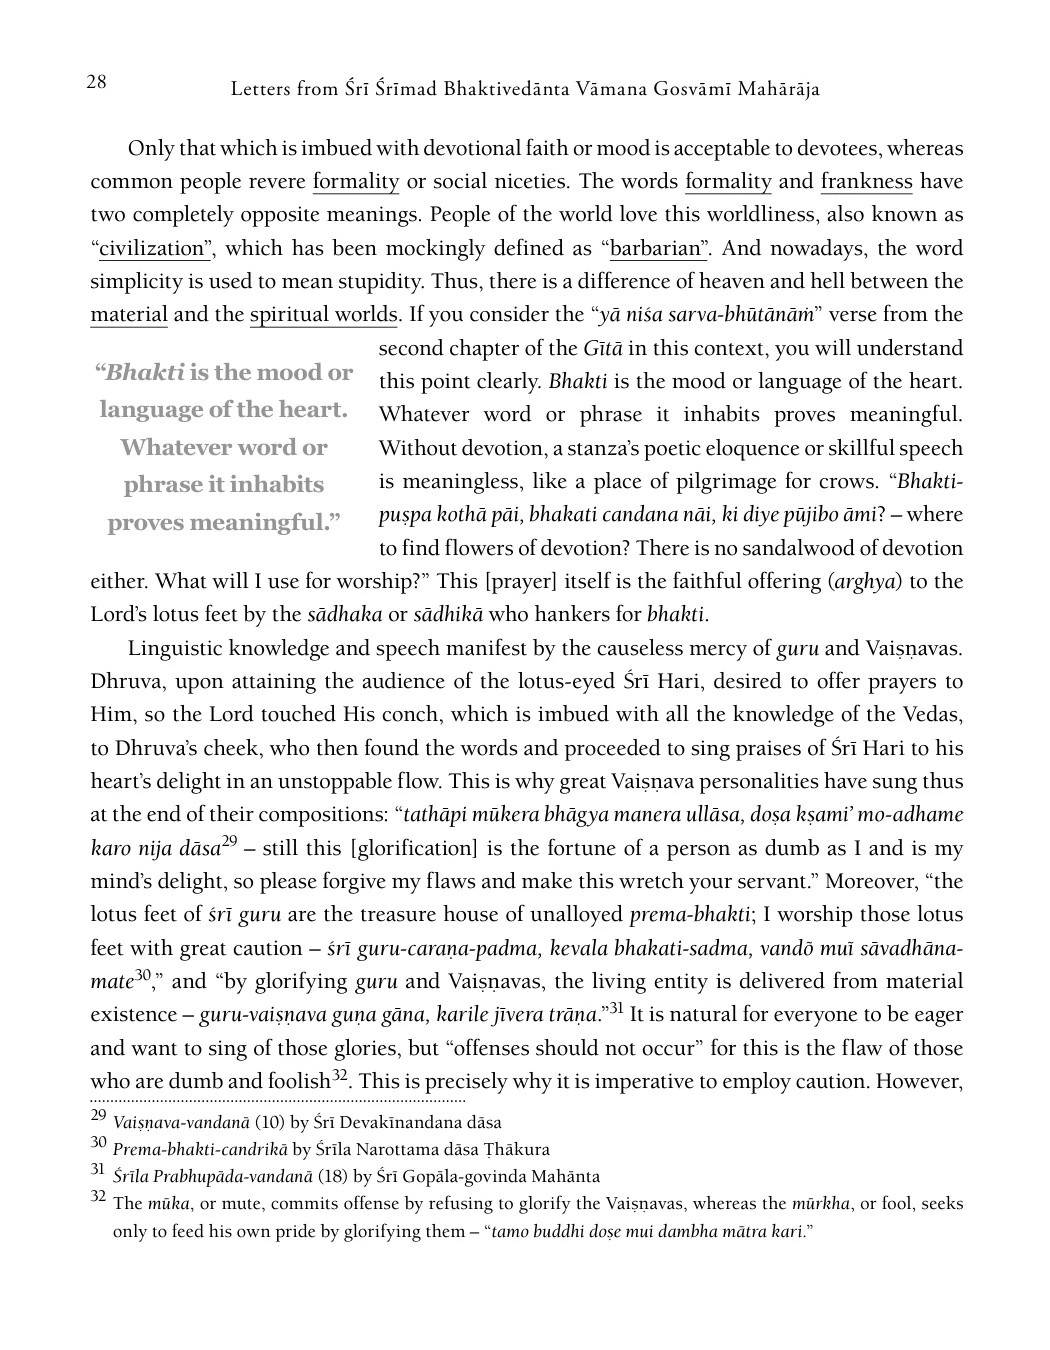 28
Letters from Śrī Śrīmad Bhaktivedānta Vāmana Gosvāmī Mahārāja
Only that which is imbued with devotional faith or mood is acceptable to devotees, whereas
common people revere formality or social niceties. The words formality and frankness have
two completely opposite meanings. People of the world love this worldliness, also known as
“civilization”, which has been mockingly defined as “barbarian”. And nowadays, the word
simplicity is used to mean stupidity. Thus, there is a difference of heaven and hell between the
material and the spiritual worlds. If you consider the “yā niśa sarva-bhūtānāṁ” verse from the
second chapter of the Gītā in this context, you will understand
this point clearly. Bhakti is the mood or language of the heart.
Whatever word or phrase it inhabits proves meaningful.
Without devotion, a stanza’s poetic eloquence or skillful speech
is meaningless, like a place of pilgrimage for crows. “Bhakti-
puṣpa kothā pāi, bhakati candana nāi, ki diye pūjibo āmi? – where
to find flowers of devotion? There is no sandalwood of devotion
“Bhakti is the mood or
language of the heart.
Whatever word or
phrase it inhabits
proves meaningful.”
either. What will I use for worship?” This [prayer] itself is the faithful offering (arghya) to the
Lord’s lotus feet by the sādhaka or sādhikā who hankers for bhakti.
Linguistic knowledge and speech manifest by the causeless mercy of guru and Vaiṣṇavas.
Dhruva, upon attaining the audience of the lotus-eyed Śrī Hari, desired to offer prayers to
Him, so the Lord touched His conch, which is imbued with all the knowledge of the Vedas,
to Dhruva’s cheek, who then found the words and proceeded to sing praises of Śrī Hari to his
heart’s delight in an unstoppable flow. This is why great Vaiṣṇava personalities have sung thus
at the end of their compositions: “tathāpi mūkera bhāgya manera ullāsa, doṣa kṣami’ mo-adhame
karo nija dāsa29 – still this [glorification] is the fortune of a person as dumb as I and is my
mind’s delight, so please forgive my flaws and make this wretch your servant.” Moreover, “the
lotus feet of śrī guru are the treasure house of unalloyed prema-bhakti; I worship those lotus
feet with great caution – śrī guru-caraṇa-padma, kevala bhakati-sadma, vandõ muĩ sāvadhāna-
mate30,” and “by glorifying guru and Vaiṣṇavas, the living entity is delivered from material
existence – guru-vaiṣṇava guṇa gāna, karile jīvera trāṇa.”31 It is natural for everyone to be eager
and want to sing of those glories, but “offenses should not occur” for this is the flaw of those
who are dumb and foolish32. This is precisely why it is imperative to employ caution. However,
29 Vaiṣṇava-vandanā (10) by Śrī Devakīnandana dāsa
30 Prema-bhakti-candrikā by Śrīla Narottama dāsa Ṭhākura
31 Śrīla Prabhupāda-vandanā (18) by Śrī Gopāla-govinda Mahānta
32 The mūka, or mute, commits offense by refusing to glorify the Vaiṣṇavas, whereas the mūrkha, or fool, seeks
only to feed his own pride by glorifying them – “tamo buddhi doṣe mui dambha mātra kari.”